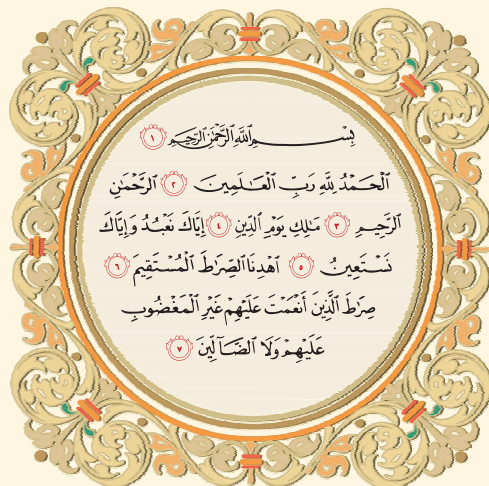 بِسْمِ ٱللَّهِ ٱلرَّحْمَٰنِ ٱلرَّحِيمِ ١
ٱلْحَمْدُ لِلَّهِ رَبِّ ٱلْعَٰلَمِينَ ٢ ٱلرَّحْمَٰنِ
ٱلرَّحِيمِ ٣ مَٰلِكِ يَوْمِ ٱلدِّينِ ٤ إِيَّاكَ نَعْبُدُ وَإِيَّاكَ
نَسْتَعِينُ ٥ ٱهْدِنَا ٱلصِّرَٰطَ ٱلْمُسْتَقِيمَ ٦
صِرَٰطَ ٱلَّذِينَ أَنْعَمْتَ عَلَيْهِمْ غَيْرِ ٱلْمَغْضُوبِ
عَلَيْهِمْ وَلَا ٱلضَّآلِّينَ ٧